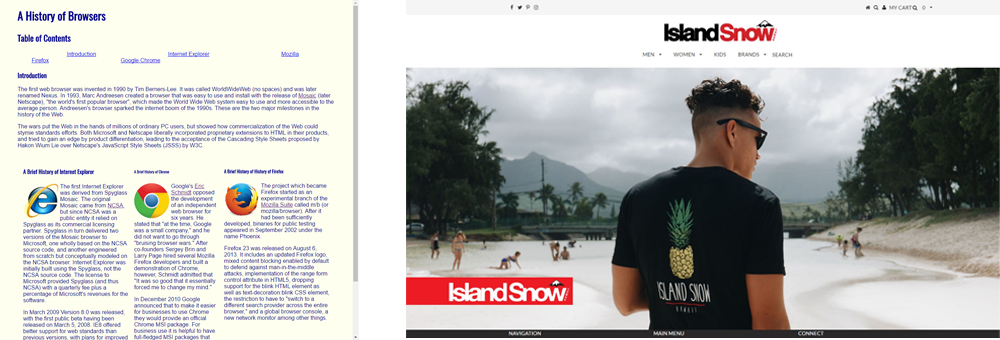 A History of Browsers
Table of Contents
Introduction Internet Explorer Mozilla
Firefox Google Chrome
Introduction
The first web browser was invented in 1990 by Tim Berners-Lee. It was called WorldWideWeb (no spaces) and was later
renamed Nexus. In 1993, Marc Andreesen created a browser that was easy to use and install with the release of Mosaic (later
Netscape), "the world's first popular browser", which made the World Wide Web system easy to use and more accessible to the
average person. Andreesen's browser sparked the internet boom of the 1990s. These are the two major milestones in the
history of the Web.
The wars put the Web in the hands of millions of ordinary PC users, but showed how commercialization of the Web could
stymie standards efforts. Both Microsoft and Netscape liberally incorporated proprietary extensions to HTML in their products,
and tried to gain an edge by product differentiation, leading to the acceptance of the Cascading Style Sheets proposed by
Hakon Wium Lie over Netscape's JavaScript Style Sheets (JSSS) by W3C.
A Brief History of Internet Explorer
The first Internet Explorer
was derived from Spyglass
Mosaic. The original
Mosaic came from NCSA,
but since NCSA was a
public entity it relied on
Spyglass as its commercial licensing
partner. Spyglass in turn delivered two
versions of the Mosaic browser to
Microsoft, one wholly based on the NCSA
source code, and another engineered
from scratch but conceptually modeled on
the NCSA browser. Internet Explorer was
initially built using the Spyglass, not the
NCSA source code. The license to
Microsoft provided Spyglass (and thus
NCSA) with a quarterly fee plus a
percentage of Microsoft's revenues for the
software.
In March 2009 Version 8.0 was released,
with the first public beta having been
released on March 5, 2008. IE8 offered
better support for web standards than
previous versions, with plans for improved
A Brief History of Chrome
Google's Eric
Schmidt opposed
the development
of an independent
web browser for
six years. He
stated that "at the time, Google
was a small company," and he
did not want to go through
"bruising browser wars." After
co-founders Sergey Brin and
Larry Page hired several Mozilla
Firefox developers and built a
demonstration of Chrome;
however, Schmidt admitted that
"It was so good that it essentially
forced me to change my mind."
In December 2010 Google
announced that to make it easier
for businesses to use Chrome
they would provide an official
Chrome MSI package. For
business use it is helpful to have
full-fledged MSI packages that
A Brief History of History of Firefox
The project which became
Firefox started as an
experimental branch of the
Mozilla Suite called m/b (or
mozilla/browser). After it
had been sufficiently
developed, binaries for public testing
appeared in September 2002 under the
name Phoenix.
Firefox 23 was released on August 6,
2013. It includes an updated Firefox logo,
mixed content blocking enabled by default
to defend against man-in-the-middle
attacks, implementation of the range form
control attribute in HTML5, dropping
support for the blink HTML element as
well as text-decoration:blink CSS element,
the restriction to have to "switch to a
different search provider across the entire
browser," and a global browser console, a
new network monitor among other things.
MY CART 0
Island Snow
MEN WOMEN KIDS BRANDS SEARCH
ISLAND SNOW
HAWAII
Island Snow
NAVIGATION MAIN MENU CONNECT